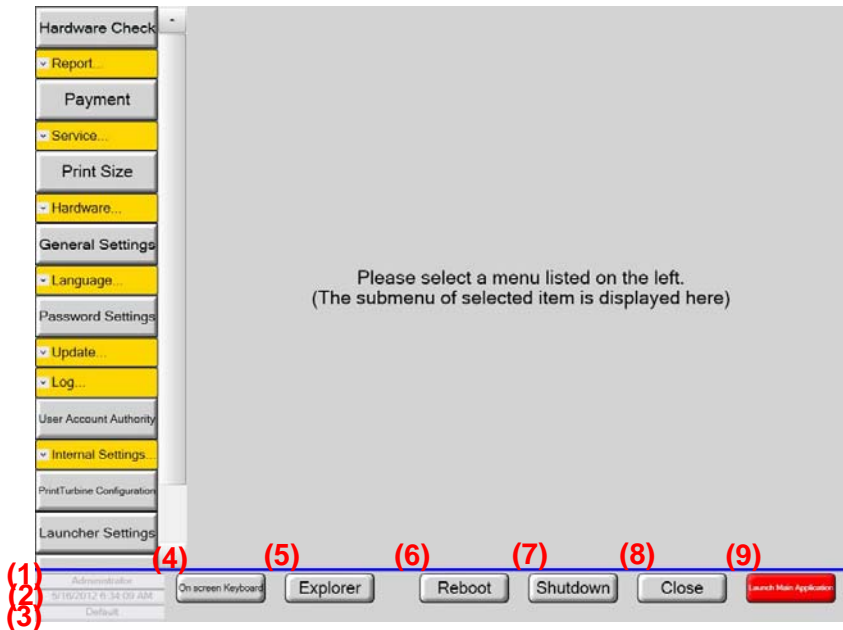 Hardware Check
Report...
Payment
Service...
Print Size
Hardware...
General Settings
Language...
Password Settings
Update...
Log...
User Account Authority
Internal Settings...
PrintTurbine Configuration
Launcher Settings
Please select a menu listed on the left.
(The submenu of selected item is displayed here)
(1) Administrator
(2) 5/16/2012 6:34:09 AM
(3) Default
(4) On screen Keyboard
(5) Explorer
(6) Reboot
(7) Shutdown
(8) Close
(9) Launch Main Application